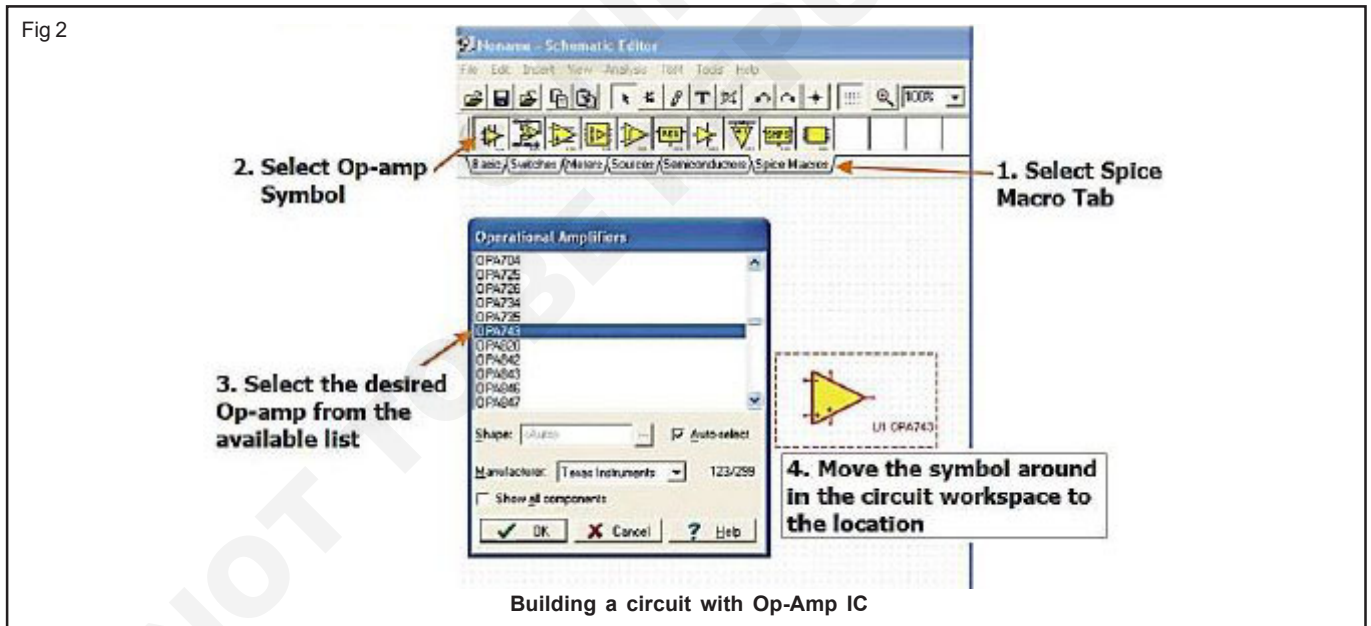 Fig 2
Noname - Schematic Editor
File Edit Insert View Analysis T&M Tools Help
100%
Basic Switches Meters Sources Semiconductors Spice Macros
2. Select Op-amp
Symbol
1. Select Spice
Macro Tab
Operational Amplifiers
OPA704
OPA725
OPA726
OPA734
OPA735
OPA743
OPA820
OPA842
OPA843
OPA846
OPA847
3. Select the desired
Op-amp from the
available list
Shape: Auto-select
Manufacturer: Texas Instruments 123/299
Show all components
OK Cancel Help
U1 OPA743
4. Move the symbol around
in the circuit workspace to
the location
Building a circuit with Op-Amp IC